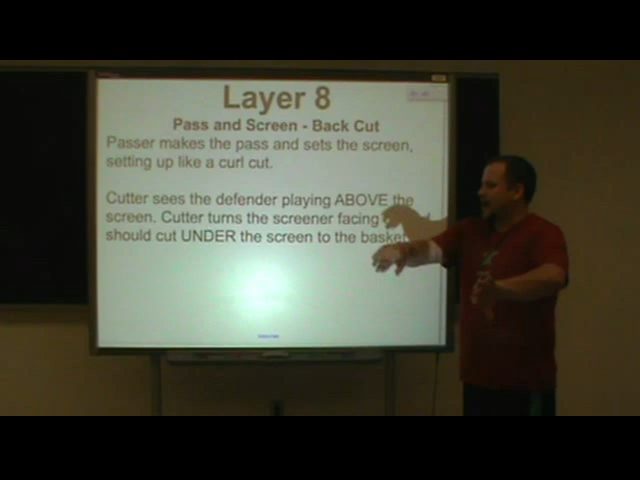 Layer 8
Pass and Screen - Back Cut
Passer makes the pass and sets the screen,
setting up like a curl cut.
Cutter sees the defender playing ABOVE the
screen. Cutter turns the screener facing
should cut UNDER the screen to the basket